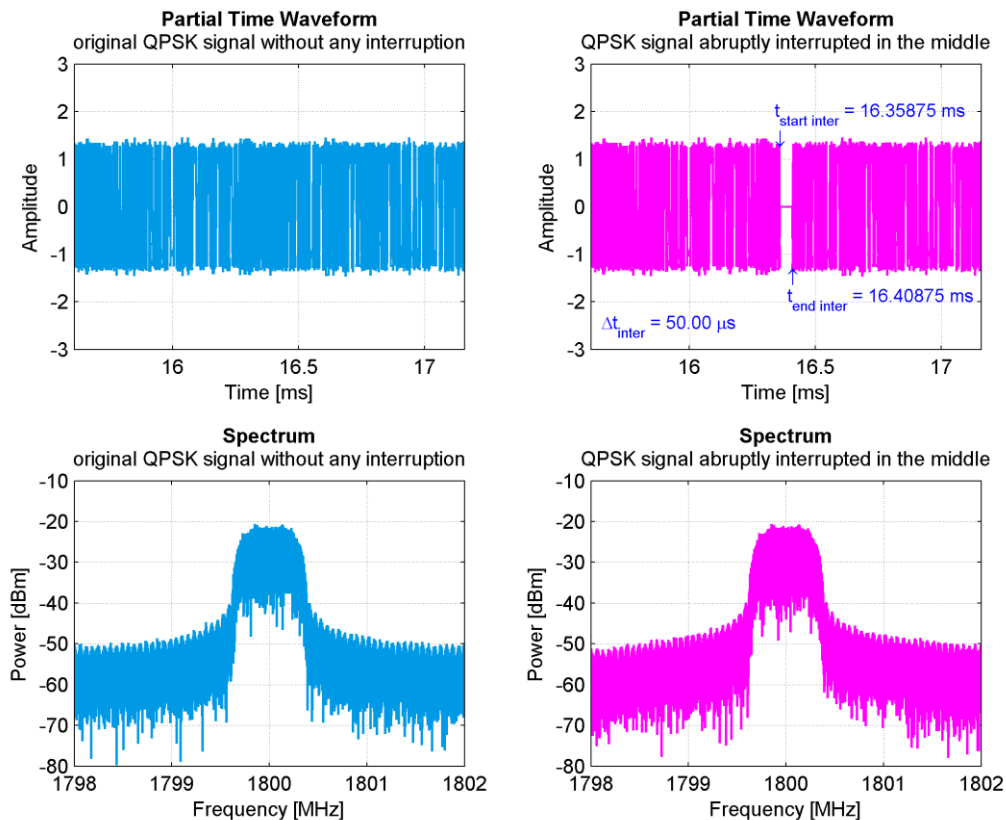 Partial Time Waveform
original QPSK signal without any interruption
3
2
1
0
-1
-2
-3
Amplitude
16
16.5
17
Time [ms]
Partial Time Waveform
QPSK signal abruptly interrupted in the middle
3
2
1
0
-1
-2
-3
Amplitude
t start inter = 16.35875 ms
t end inter = 16.40875 ms
Δt inter = 50.00 μs
16
16.5
17
Time [ms]
Spectrum
original QPSK signal without any interruption
-10
-20
-30
-40
-50
-60
-70
-80
Power [dBm]
1798
1799
1800
1801
1802
Frequency [MHz]
Spectrum
QPSK signal abruptly interrupted in the middle
-10
-20
-30
-40
-50
-60
-70
-80
Power [dBm]
1798
1799
1800
1801
1802
Frequency [MHz]